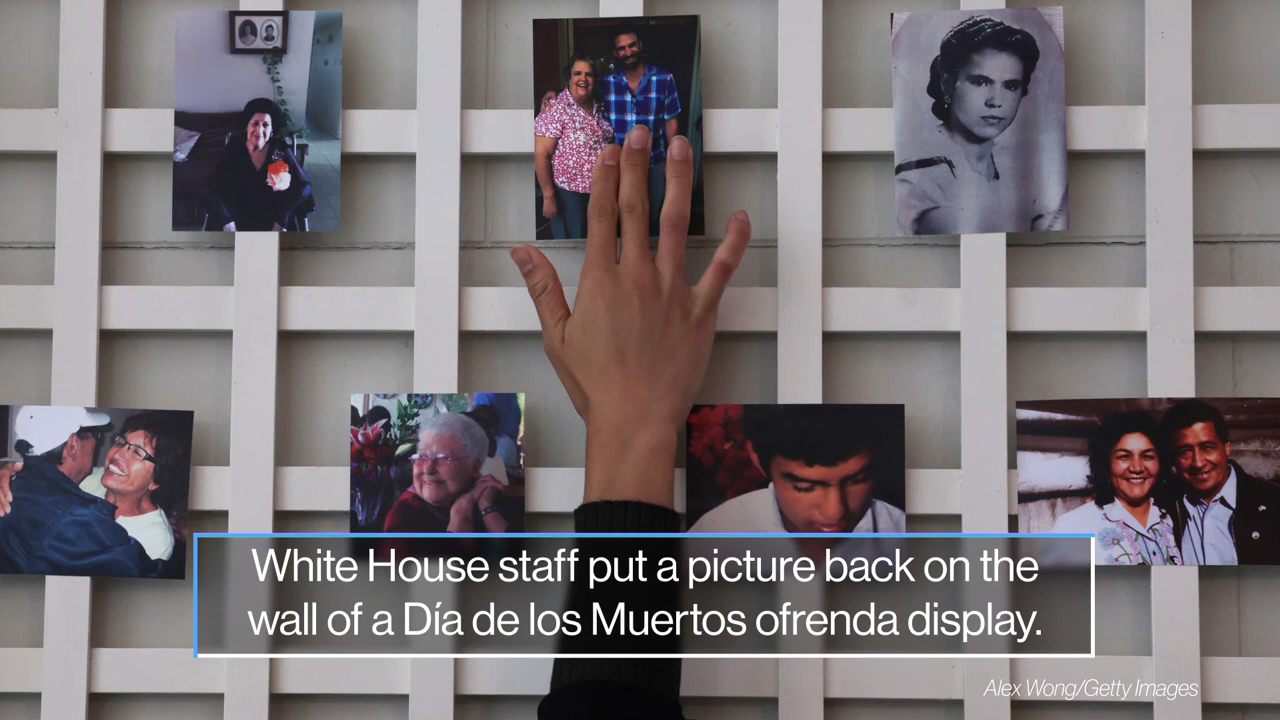 White House staff put a picture back on the
wall of a Día de los Muertos ofrenda display.
Alex Wong/Getty Images